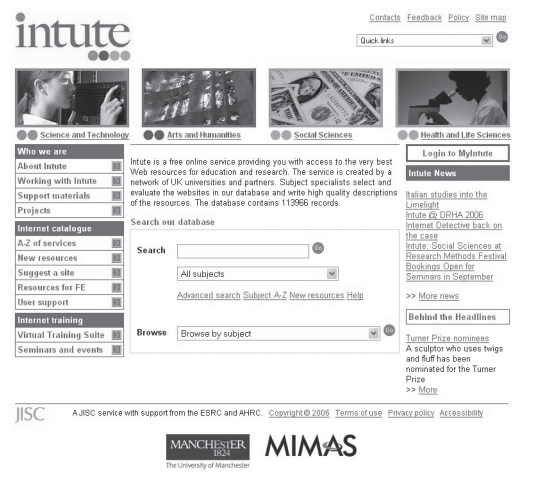 intute
Contacts Feedback Policy Site map
Quick links Go
Science and Technology
Arts and Humanities
Social Sciences
Health and Life Sciences
Who we are
About Intute
Working with Intute
Support materials
Projects
Internet catalogue
A-Z of services
New resources
Suggest a site
Resources for FE
User support
Internet training
Virtual Training Suite
Seminars and events
Intute is a free online service providing you with access to the very best
Web resources for education and research. The service is created by a
network of UK universities and partners. Subject specialists select and
evaluate the websites in our database and write high quality descriptions
of the resources. The database contains 113966 records.
Search our database
Search Go
All subjects
Advanced search Subject A-Z New resources Help
Browse Browse by subject Go
Login to MyIntute
Intute News
Italian studies into the
Limelight
Intute @ DRHA 2006
Internet Detective back on
the case
Intute: Social Sciences at
Research Methods Festival
Bookings Open for
Seminars in September
>> More news
Behind the Headlines
Turner Prize nominees
A sculptor who uses twigs
and fluff has been
nominated for the Turner
Prize
>> More
JISC A JISC service with support from the ESRC and AHRC. Copyright © 2006 Terms of use Privacy policy Accessibility
MANCHESTER
1824
The University of Manchester
MIMAS